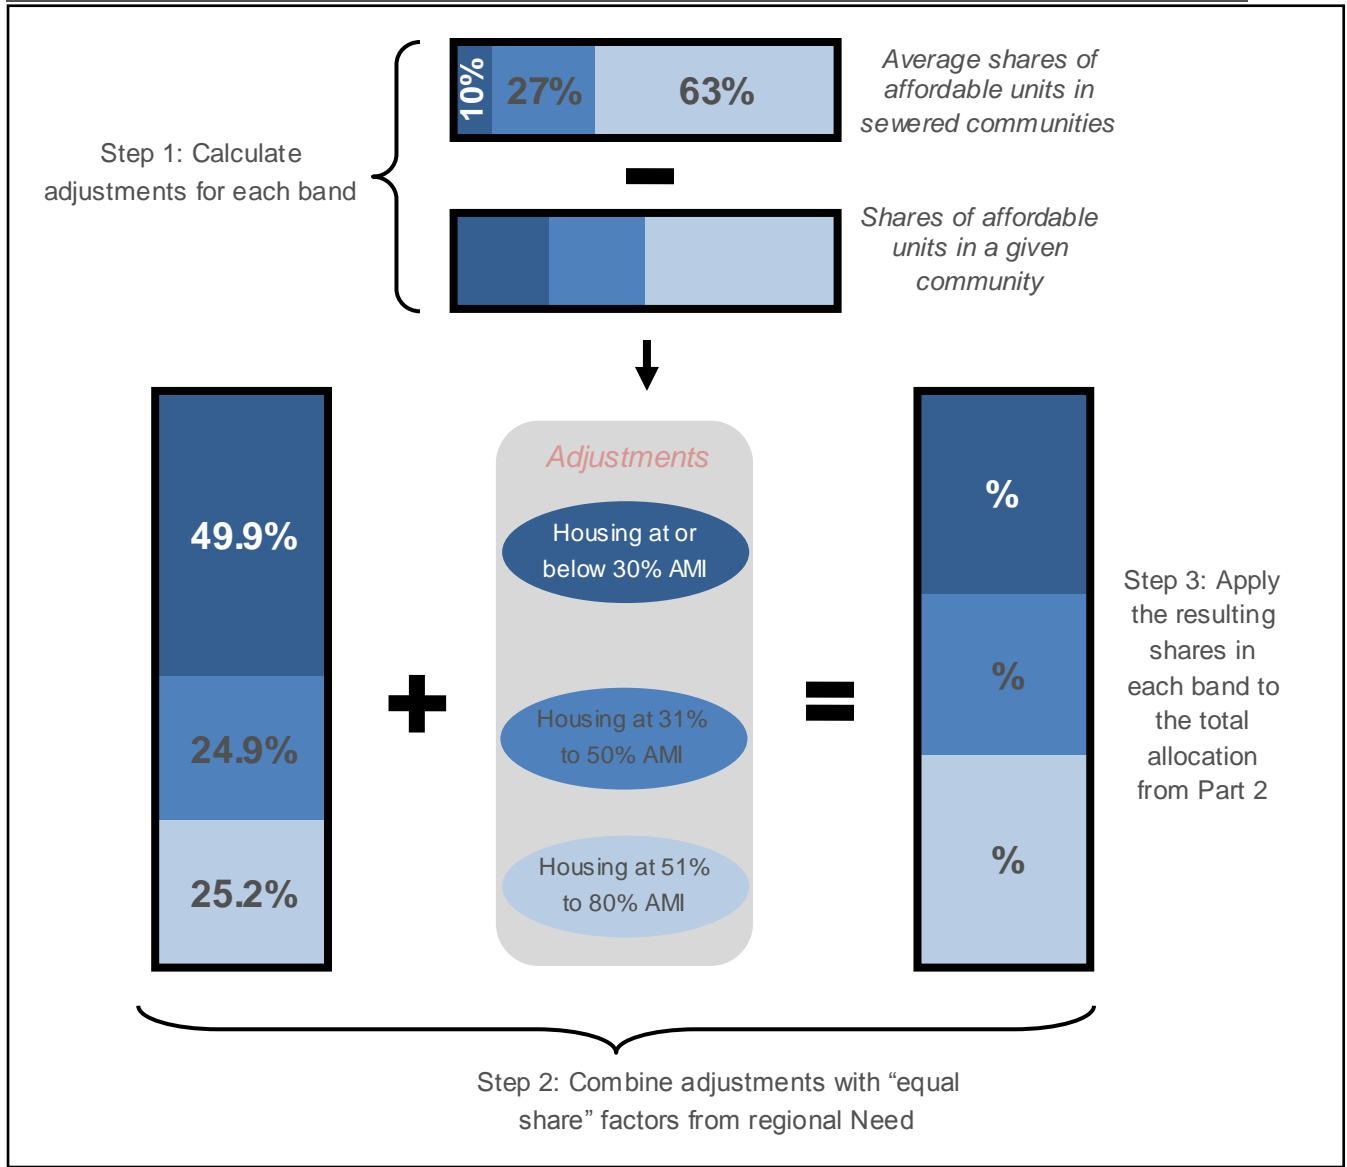 10%
27%
63%
Average shares of
affordable units in
sewered communities
Step 1: Calculate
adjustments for each band
Shares of affordable
units in a given
community
49.9%
24.9%
25.2%
Adjustments
Housing at or
below 30% AMI
Housing at 31%
to 50% AMI
Housing at 51%
to 80% AMI
%
%
%
Step 3: Apply
the resulting
shares in
each band to
the total
allocation
from Part 2
Step 2: Combine adjustments with “equal
share” factors from regional Need